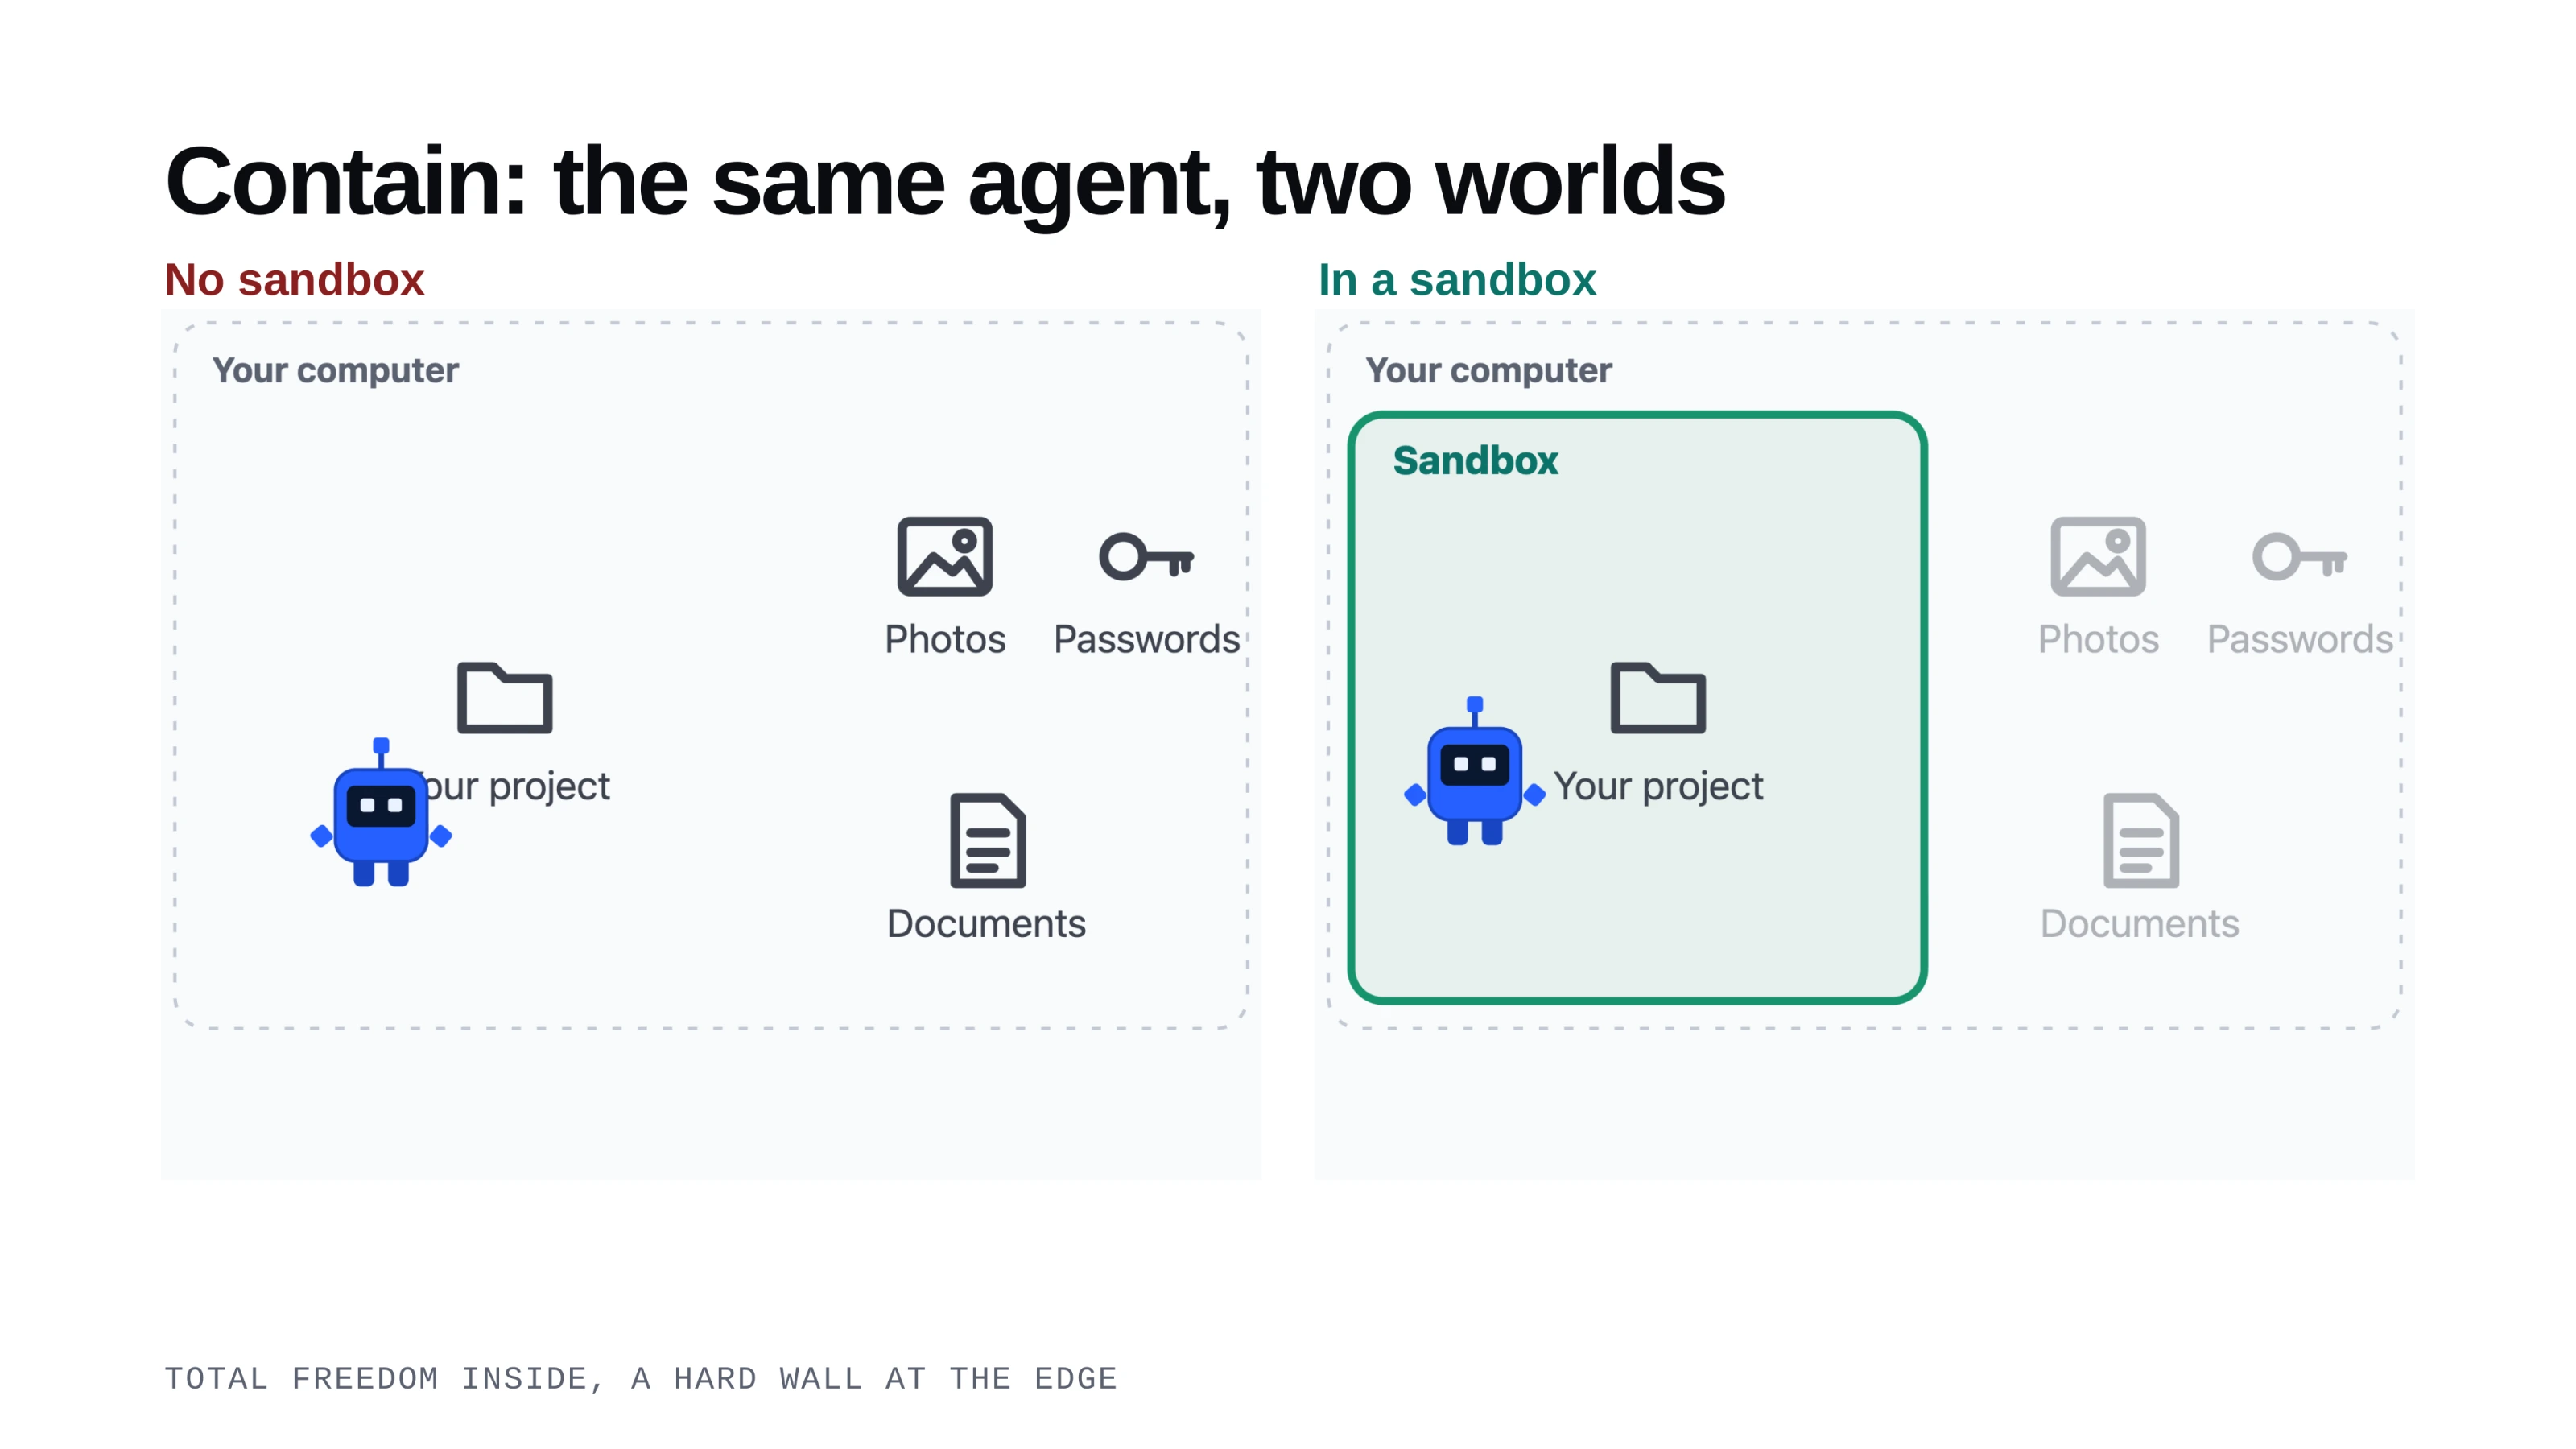 Contain: the same agent, two worlds
No sandbox
Your computer
Photos
Passwords
our project
Documents
In a sandbox
Your computer
Sandbox
Photos
Passwords
Your project
Documents
TOTAL FREEDOM INSIDE, A HARD WALL AT THE EDGE